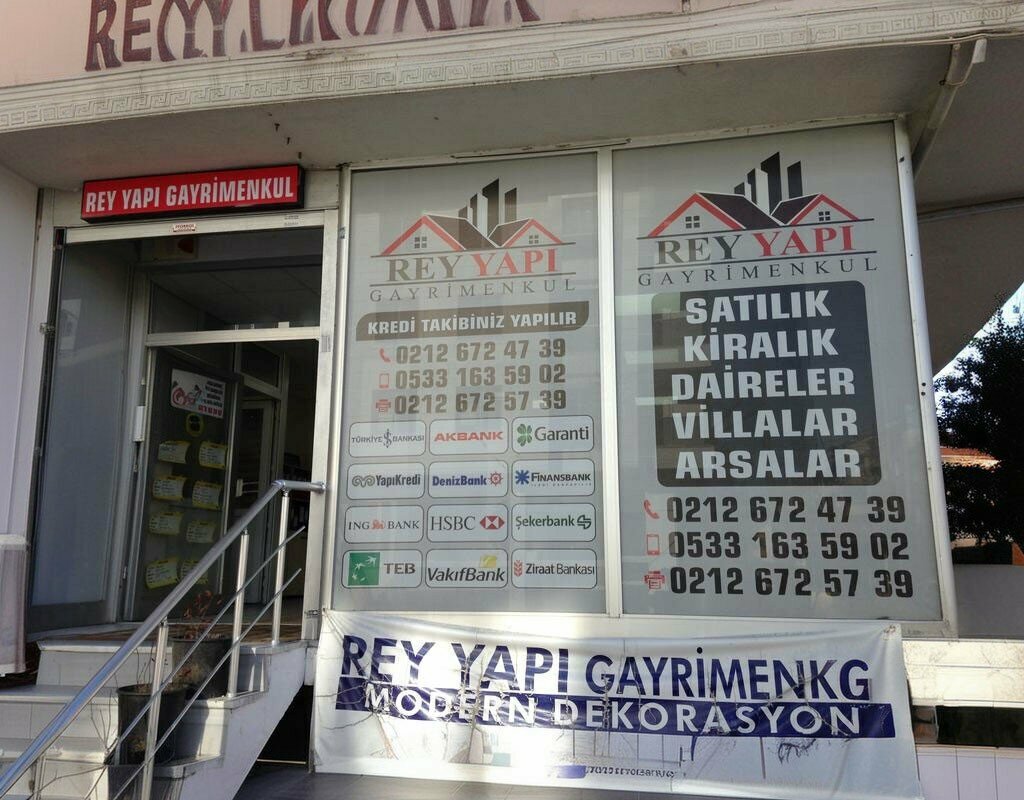 REY YAPI GAYRİMENKUL
REY YAPI
GAYRİMENKUL
KREDİ TAKİBİNİZ YAPILIR
0212 672 47 39
0533 163 59 02
0212 672 57 39
TÜRKİYE İŞ BANKASI AKBANK Garanti
YapıKredi DenizBank FİNANSBANK
ING BANK HSBC Şekerbank
TEB VakıfBank Ziraat Bankası
REY YAPI
GAYRİMENKUL
SATILIK
KİRALIK
DAİRELER
VİLLALAR
ARSALAR
0212 672 47 39
0533 163 59 02
0212 672 57 39
REY YAPI GAYRİMENKG
MODERN DEKORASYON